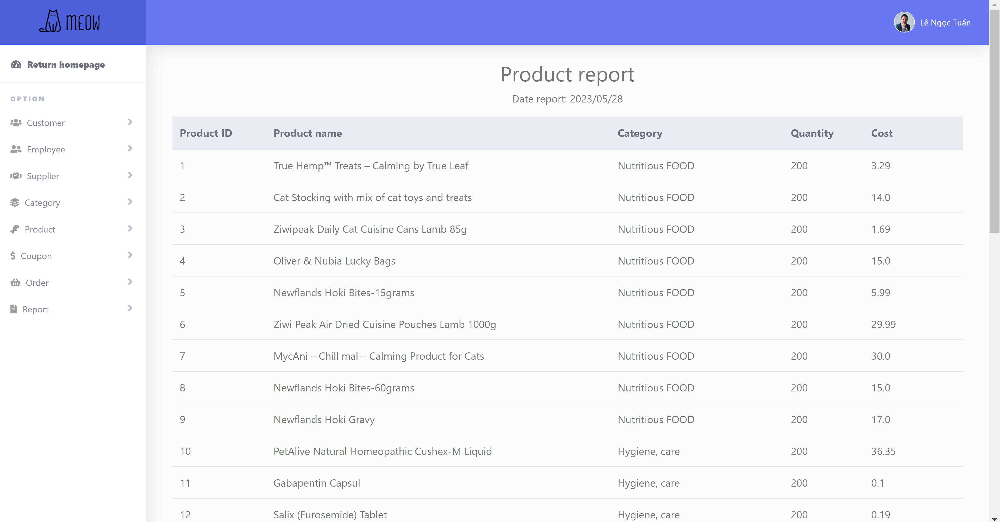 MEOW
Lê Ngọc Tuấn
Return homepage
OPTION
Customer
Employee
Supplier
Category
Product
Coupon
Order
Report
Product report
Date report: 2023/05/28
Product ID Product name Category Quantity Cost
1 True Hemp™ Treats – Calming by True Leaf Nutritious FOOD 200 3.29
2 Cat Stocking with mix of cat toys and treats Nutritious FOOD 200 14.0
3 Ziwipeak Daily Cat Cuisine Cans Lamb 85g Nutritious FOOD 200 1.69
4 Oliver & Nubia Lucky Bags Nutritious FOOD 200 15.0
5 Newflands Hoki Bites-15grams Nutritious FOOD 200 5.99
6 Ziwi Peak Air Dried Cuisine Pouches Lamb 1000g Nutritious FOOD 200 29.99
7 MycAni – Chill mal – Calming Product for Cats Nutritious FOOD 200 30.0
8 Newflands Hoki Bites-60grams Nutritious FOOD 200 15.0
9 Newflands Hoki Gravy Nutritious FOOD 200 17.0
10 PetAlive Natural Homeopathic Cushex-M Liquid Hygiene, care 200 36.35
11 Gabapentin Capsul Hygiene, care 200 0.1
12 Salix (Furosemide) Tablet Hygiene, care 200 0.19